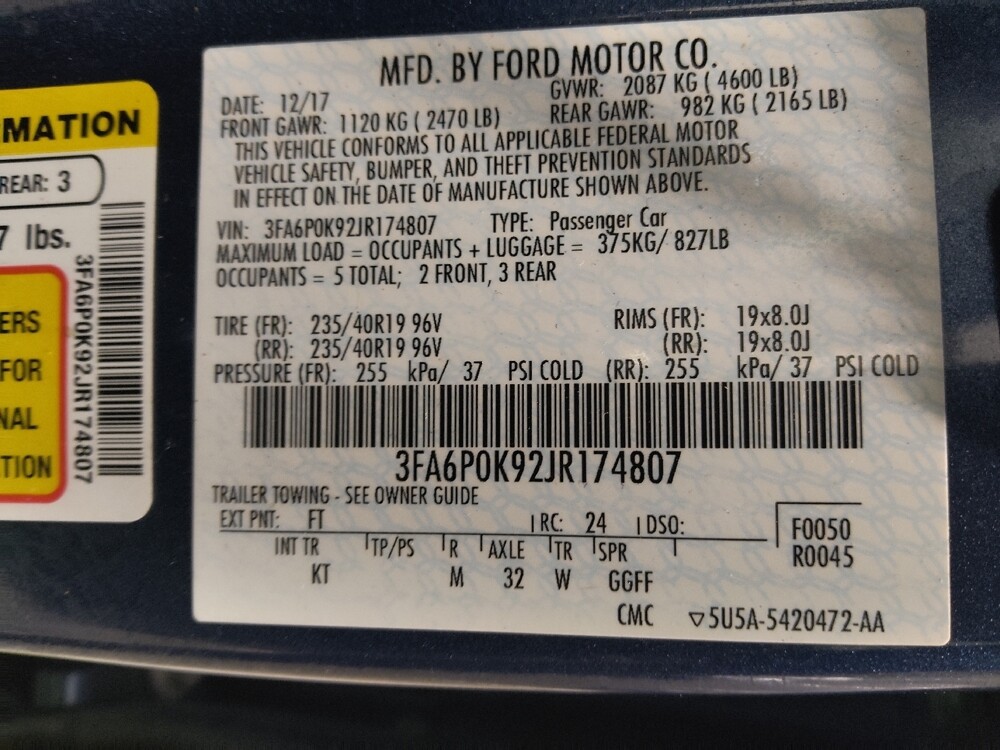 MATION
REAR: 3
7 lbs.
ERS
FOR
NAL
TION
3FA6P0K92JR174807
MFD. BY FORD MOTOR CO.
DATE: 12/17 GVWR: 2087 KG ( 4600 LB)
FRONT GAWR: 1120 KG ( 2470 LB) REAR GAWR: 982 KG ( 2165 LB)
THIS VEHICLE CONFORMS TO ALL APPLICABLE FEDERAL MOTOR
VEHICLE SAFETY, BUMPER, AND THEFT PREVENTION STANDARDS
IN EFFECT ON THE DATE OF MANUFACTURE SHOWN ABOVE.
VIN: 3FA6P0K92JR174807 TYPE: Passenger Car
MAXIMUM LOAD = OCCUPANTS + LUGGAGE = 375KG/ 827LB
OCCUPANTS = 5 TOTAL; 2 FRONT, 3 REAR
TIRE (FR): 235/40R19 96V RIMS (FR): 19x8.0J
(RR): 235/40R19 96V (RR): 19x8.0J
PRESSURE (FR): 255 kPa/ 37 PSI COLD (RR): 255 kPa/ 37 PSI COLD
3FA6P0K92JR174807
TRAILER TOWING - SEE OWNER GUIDE
EXT PNT: FT RC: 24 DSO: F0050
INT TR TP/PS R AXLE TR SPR R0045
KT M 32 W GGFF
CMC ▽5U5A-5420472-AA